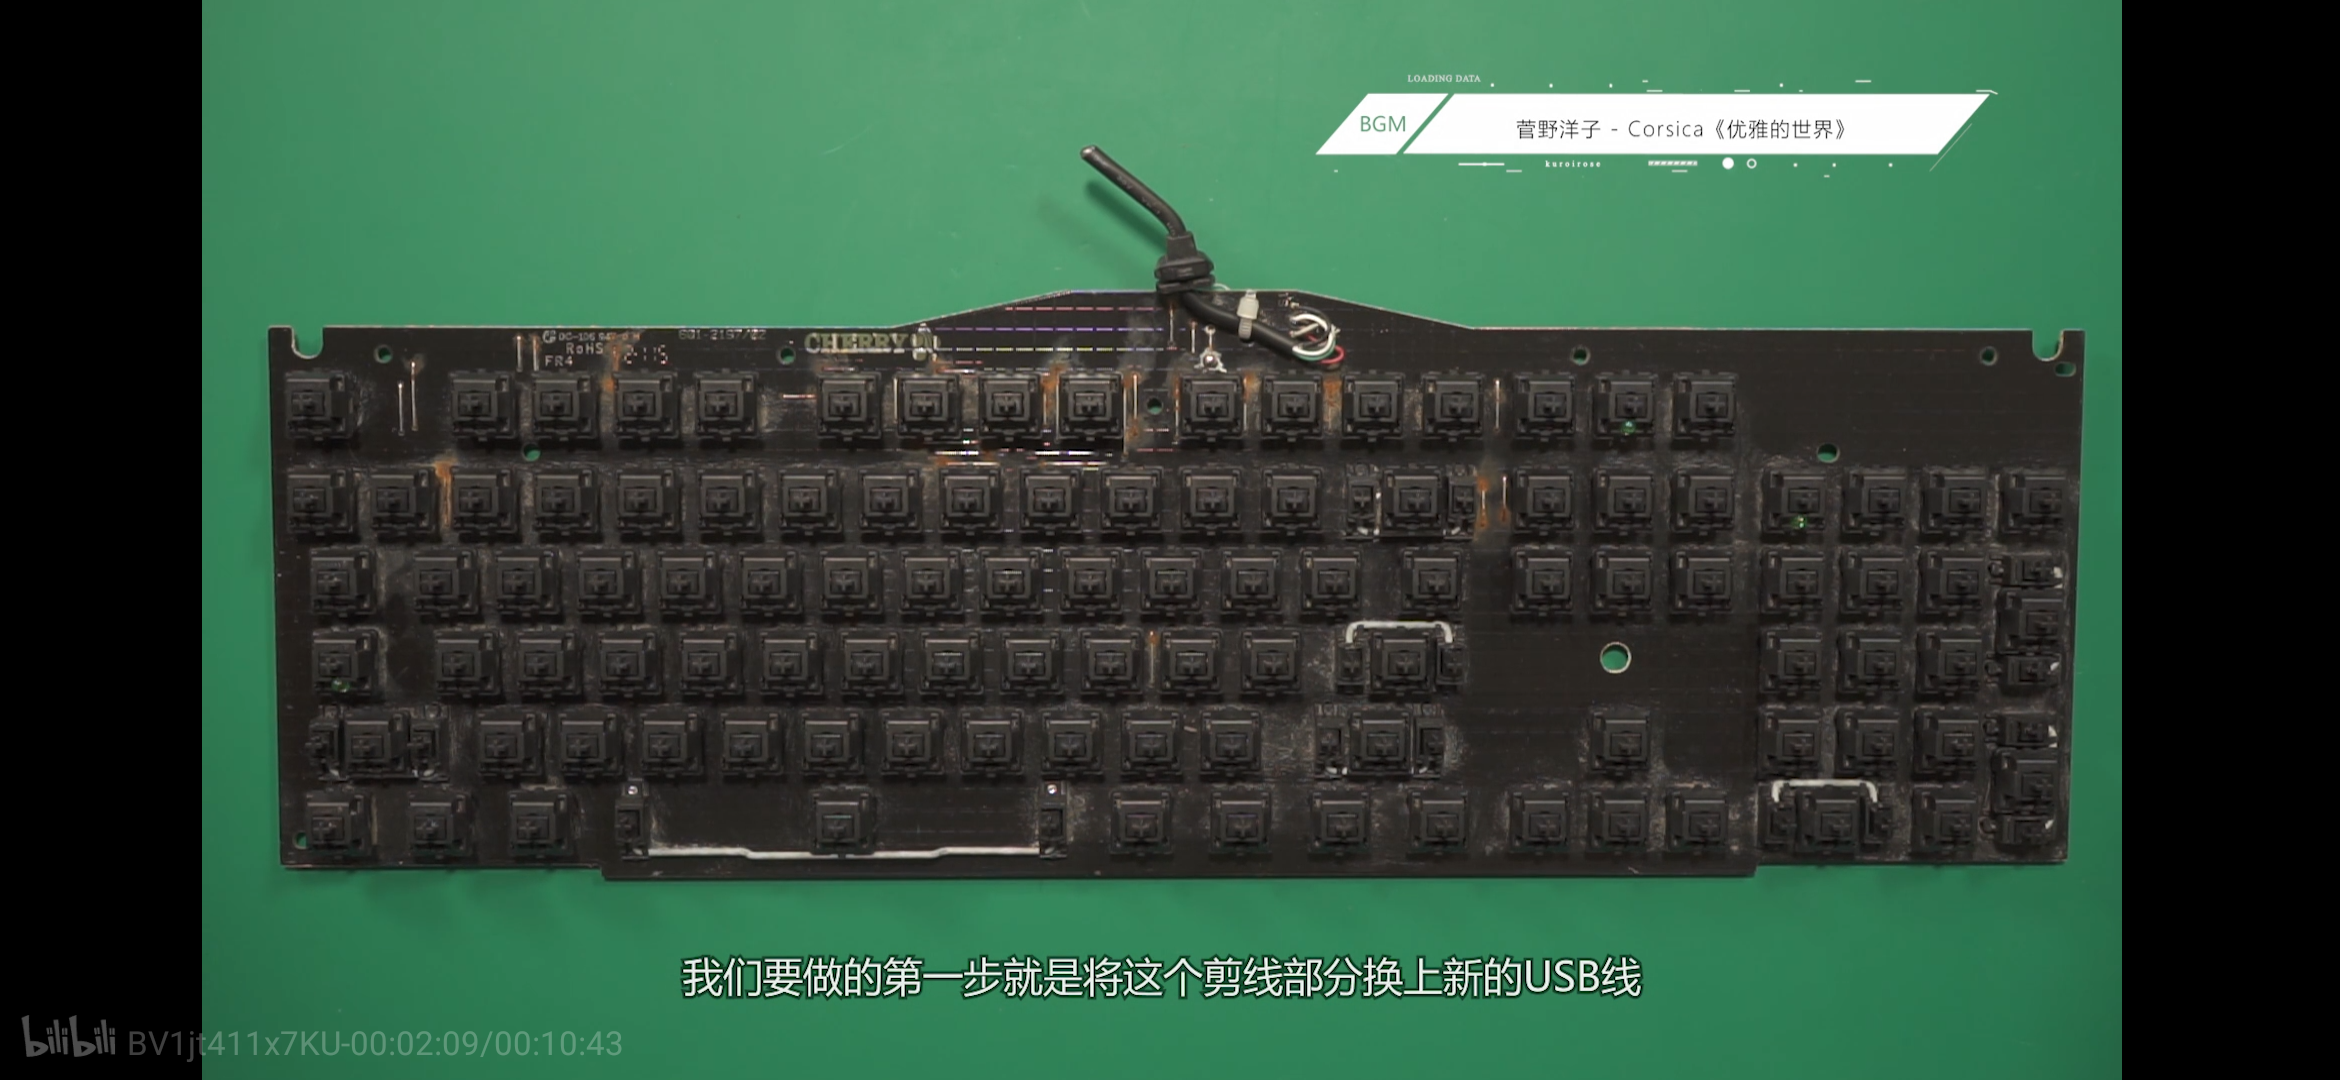 LOADING DATA
BGM
菅野洋子 - Corsica《优雅的世界》
kuroirose
RoHS
FR4
CHERRY
我们要做的第一步就是将这个剪线部分换上新的USB线
bilibili BV1jt411x7KU-00:02:09/00:10:43